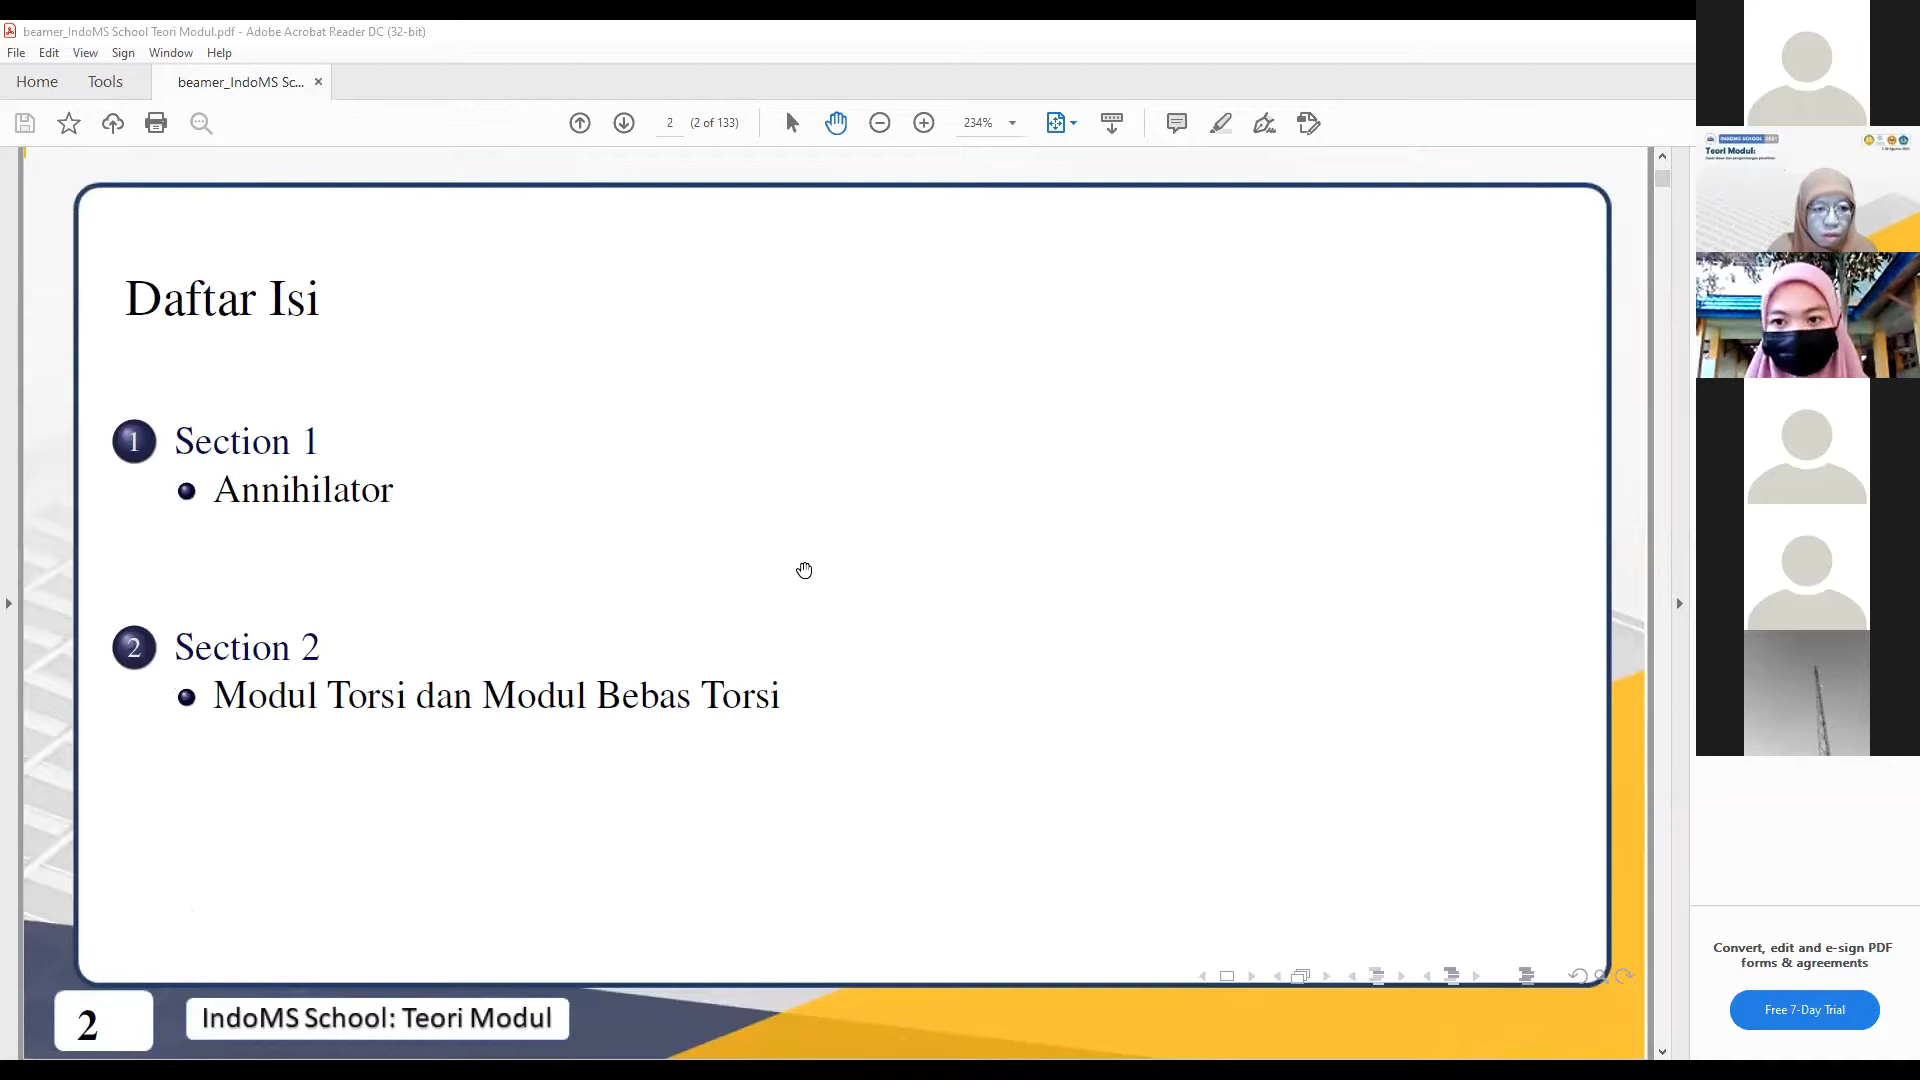 beamer_IndoMS School Teori Modul.pdf - Adobe Acrobat Reader DC (32-bit)
File Edit View Sign Window Help
Home Tools beamer_IndoMS Sc... ×
2 (2 of 133) 234%
Daftar Isi
1 Section 1
Annihilator
2 Section 2
Modul Torsi dan Modul Bebas Torsi
2 IndoMS School: Teori Modul
INDOMS SCHOOL 2021
Teori Modul:
Convert, edit and e-sign PDF
forms & agreements
Free 7-Day Trial